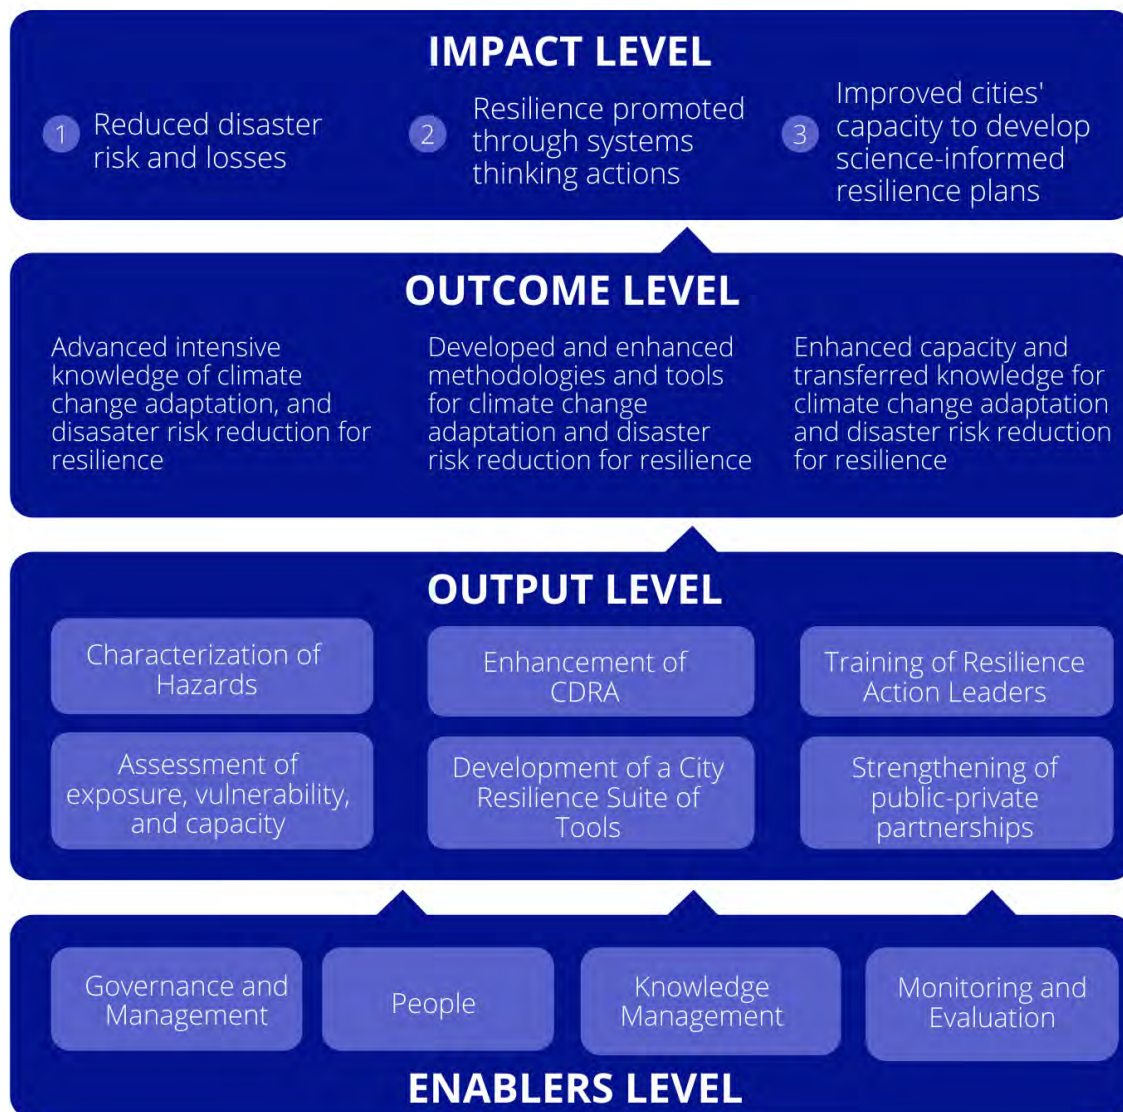 IMPACT LEVEL
1
Reduced disaster
risk and losses
2
Resilience promoted
through systems
thinking actions
3
Improved cities'
capacity to develop
science-informed
resilience plans
OUTCOME LEVEL
Advanced intensive
knowledge of climate
change adaptation, and
disasater risk reduction for
resilience
Developed and enhanced
methodologies and tools
for climate change
adaptation and disaster
risk reduction for resilience
Enhanced capacity and
transferred knowledge for
climate change adaptation
and disaster risk reduction
for resilience
OUTPUT LEVEL
Characterization of
Hazards
Enhancement of
CDRA
Training of Resilience
Action Leaders
Assessment of
exposure, vulnerability,
and capacity
Development of a City
Resilience Suite of
Tools
Strengthening of
public-private
partnerships
Governance and
Management
People
Knowledge
Management
Monitoring and
Evaluation
ENABLERS LEVEL